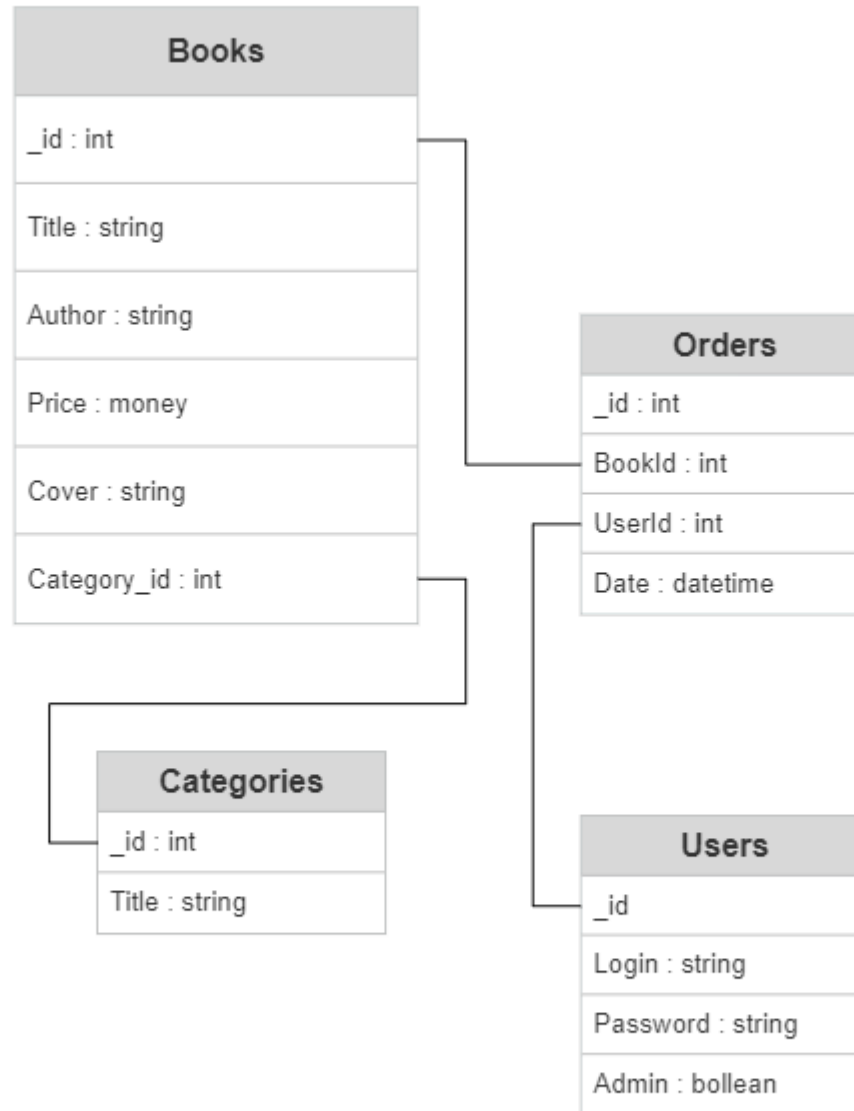 Books
_id : int
Title : string
Author : string
Price : money
Cover : string
Category_id : int
Orders
_id : int
BookId : int
UserId : int
Date : datetime
Categories
_id : int
Title : string
Users
_id
Login : string
Password : string
Admin : bollean